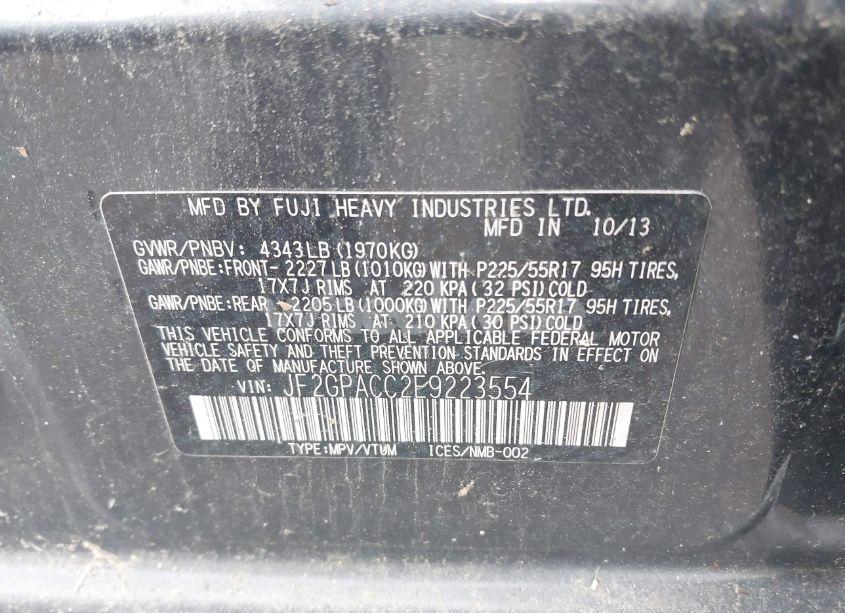 MFD BY FUJI HEAVY INDUSTRIES LTD.
MFD IN 10/13
GVWR/PNBV: 4343LB (1970KG)
GAWR/PNBE:FRONT- 2227 LB (1010KG) WITH P225/55R17 95H TIRES,
17X7J RIMS AT 220 KPA ( 32 PSI) COLD
GAWR/PNBE:REAR - 2205 LB (1000KG) WITH P225/55R17 95H TIRES,
17X7J RIMS AT 210 KPA ( 30 PSI) COLD
THIS VEHICLE CONFORMS TO ALL APPLICABLE FEDERAL MOTOR
VEHICLE SAFETY AND THEFT PREVENTION STANDARDS IN EFFECT ON
THE DATE OF MANUFACTURE SHOWN ABOVE.
VIN: JF2GPACC2E9223554
TYPE:MPV/VTUM ICES/NMB-002